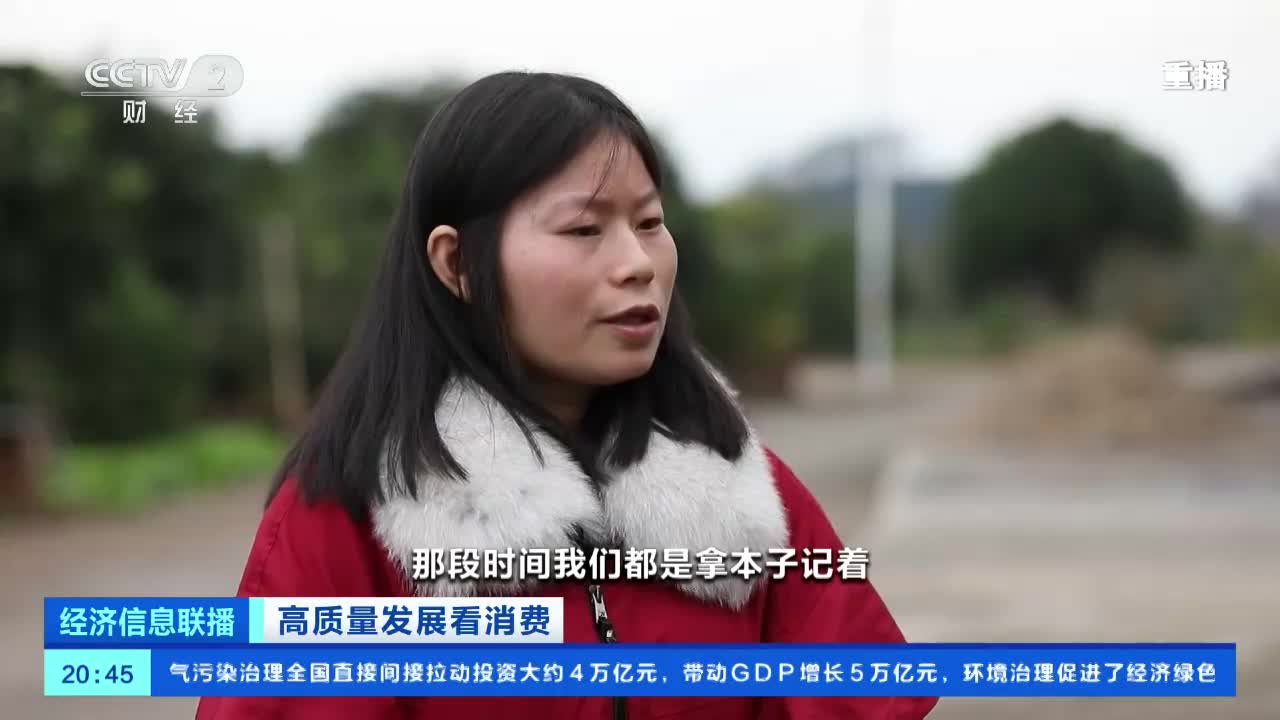 CCTV 2
财经
重播
那段时间我们都是拿本子记着
经济信息联播
高质量发展看消费
20:45
气污染治理全国直接间接拉动投资大约4万亿元，带动GDP增长5万亿元，环境治理促进了经济绿色